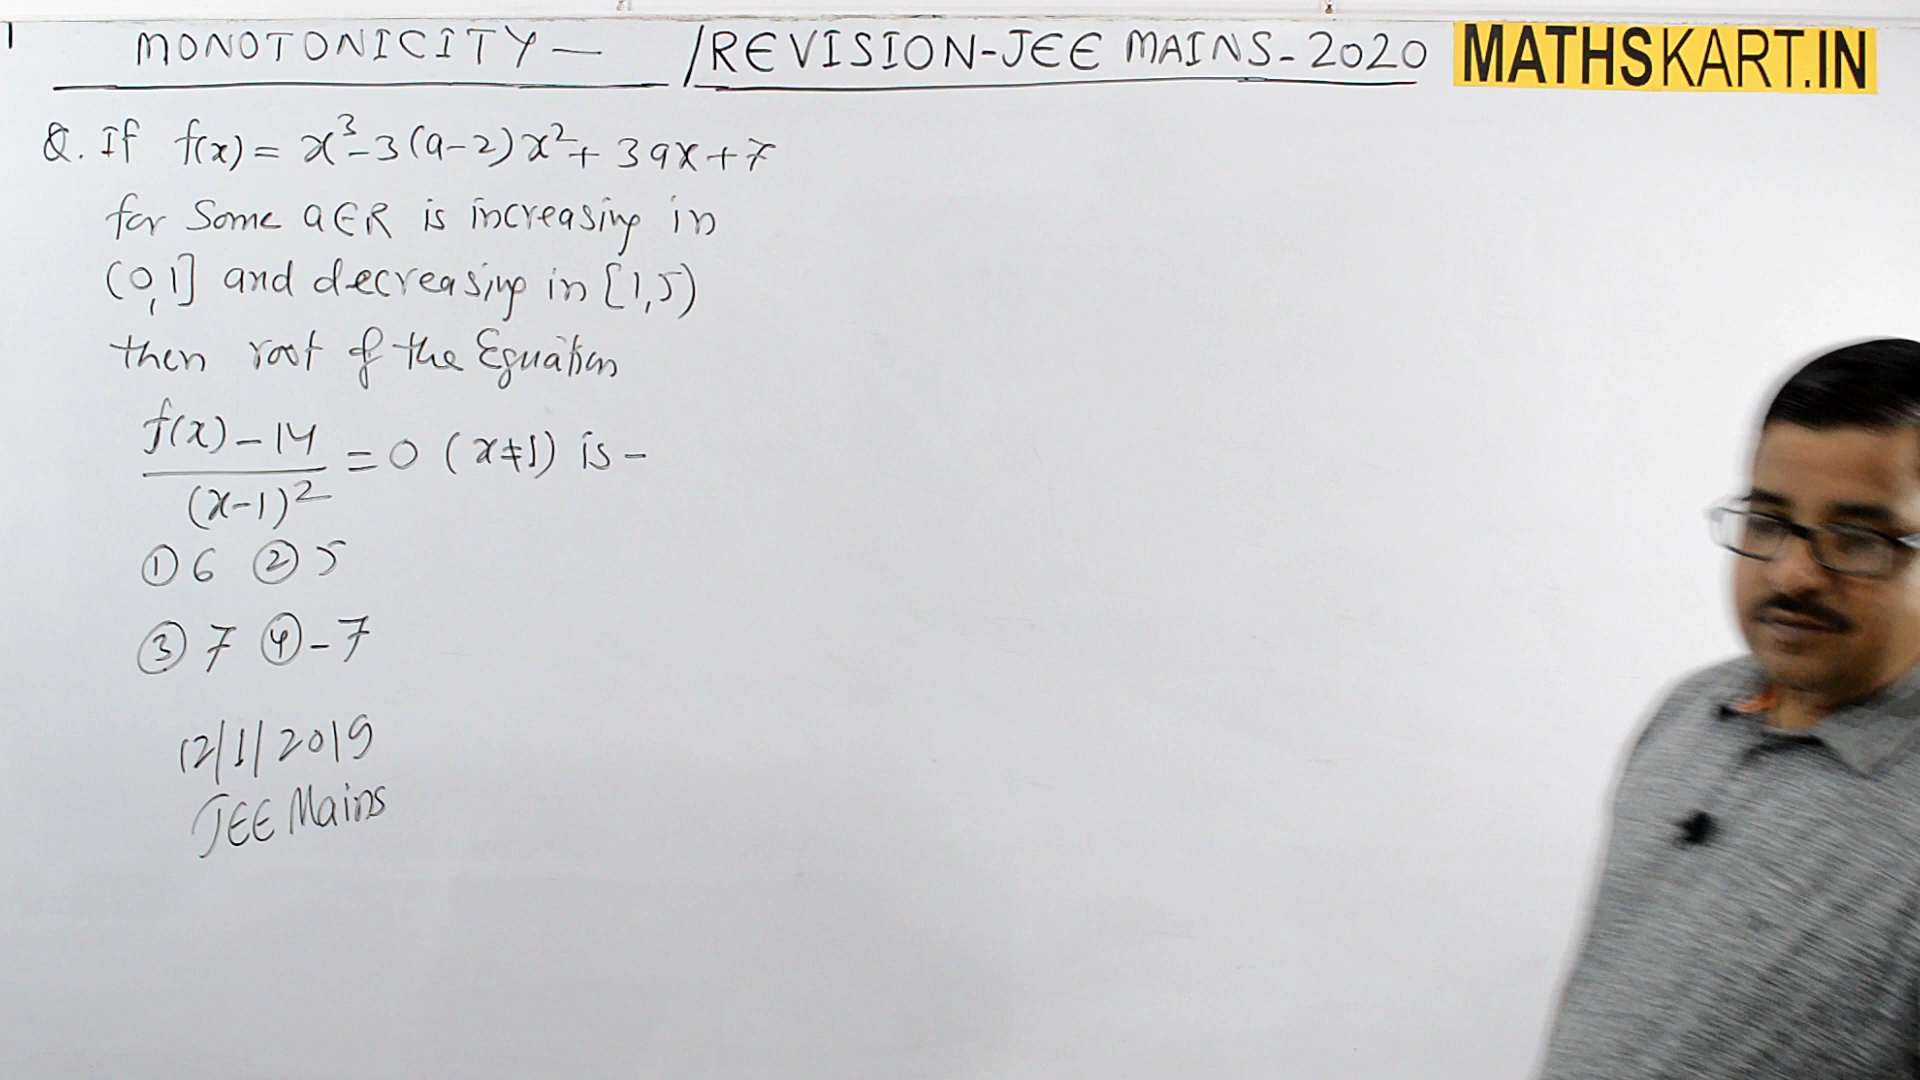 MONOTONICITY — /REVISION-JEE MAINS-2020
MATHSKART.IN
Q. If f(x) = x³-3(a-2)x²+3ax+7
for some a∈R is increasing in
(0,1] and decreasing in [1,5)
then root of the Equation
f(x)-14
/(x-1)² = 0 (x≠1) is -
① 6 ② 5
③ 7 ④ -7
12/1/2019
JEE Mains